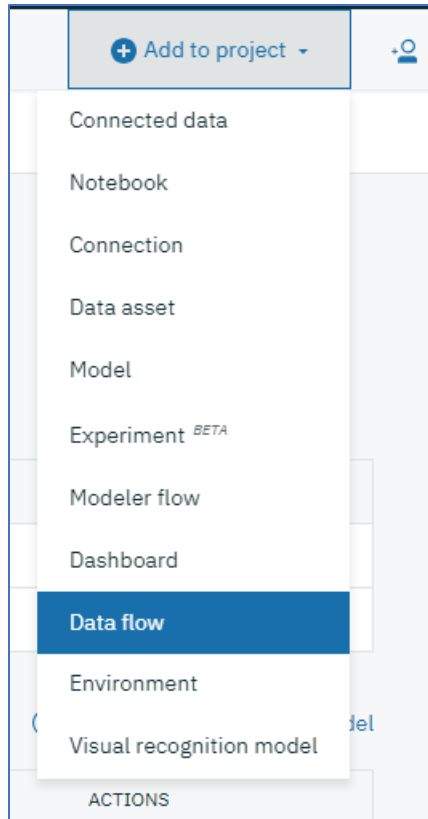 Add to project
Connected data
Notebook
Connection
Data asset
Model
Experiment BETA
Modeler flow
Dashboard
Data flow
Environment
Visual recognition model
ACTIONS